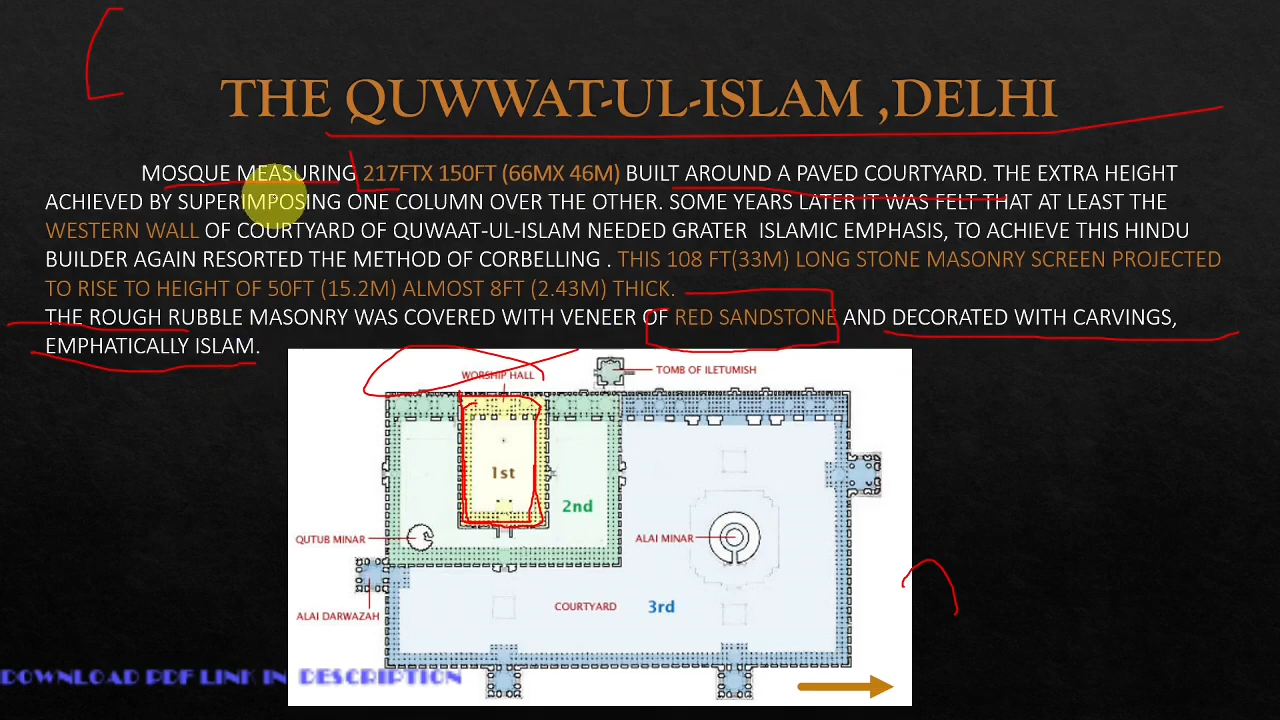 THE QUWWAT-UL-ISLAM ,DELHI
MOSQUE MEASURING 217FTX 150FT (66MX 46M) BUILT AROUND A PAVED COURTYARD. THE EXTRA HEIGHT
ACHIEVED BY SUPERIMPOSING ONE COLUMN OVER THE OTHER. SOME YEARS LATER IT WAS FELT THAT AT LEAST THE
WESTERN WALL OF COURTYARD OF QUWAAT-UL-ISLAM NEEDED GRATER ISLAMIC EMPHASIS, TO ACHIEVE THIS HINDU
BUILDER AGAIN RESORTED THE METHOD OF CORBELLING . THIS 108 FT(33M) LONG STONE MASONRY SCREEN PROJECTED
TO RISE TO HEIGHT OF 50FT (15.2M) ALMOST 8FT (2.43M) THICK.
THE ROUGH RUBBLE MASONRY WAS COVERED WITH VENEER OF RED SANDSTONE AND DECORATED WITH CARVINGS,
EMPHATICALLY ISLAM.
WORSHIP HALL
TOMB OF ILETUMISH
1st
2nd
QUTUB MINAR
ALAI MINAR
ALAI DARWAZAH
COURTYARD
3rd
DOWNLOAD PDF LINK IN DESCRIPTION